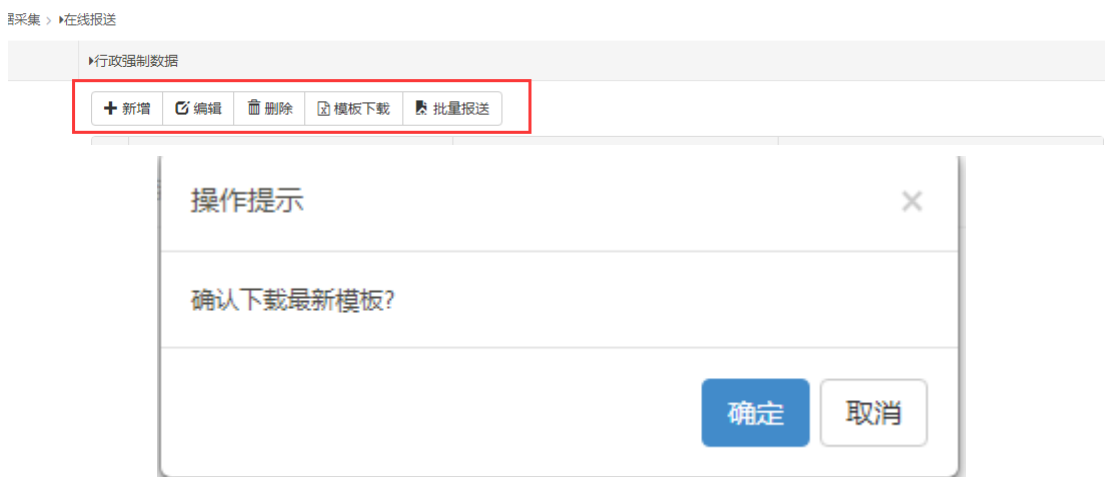 采集 > 在线报送
行政强制数据
新增 编辑 删除 模板下载 批量报送
操作提示
确认下载最新模板?
确定 取消